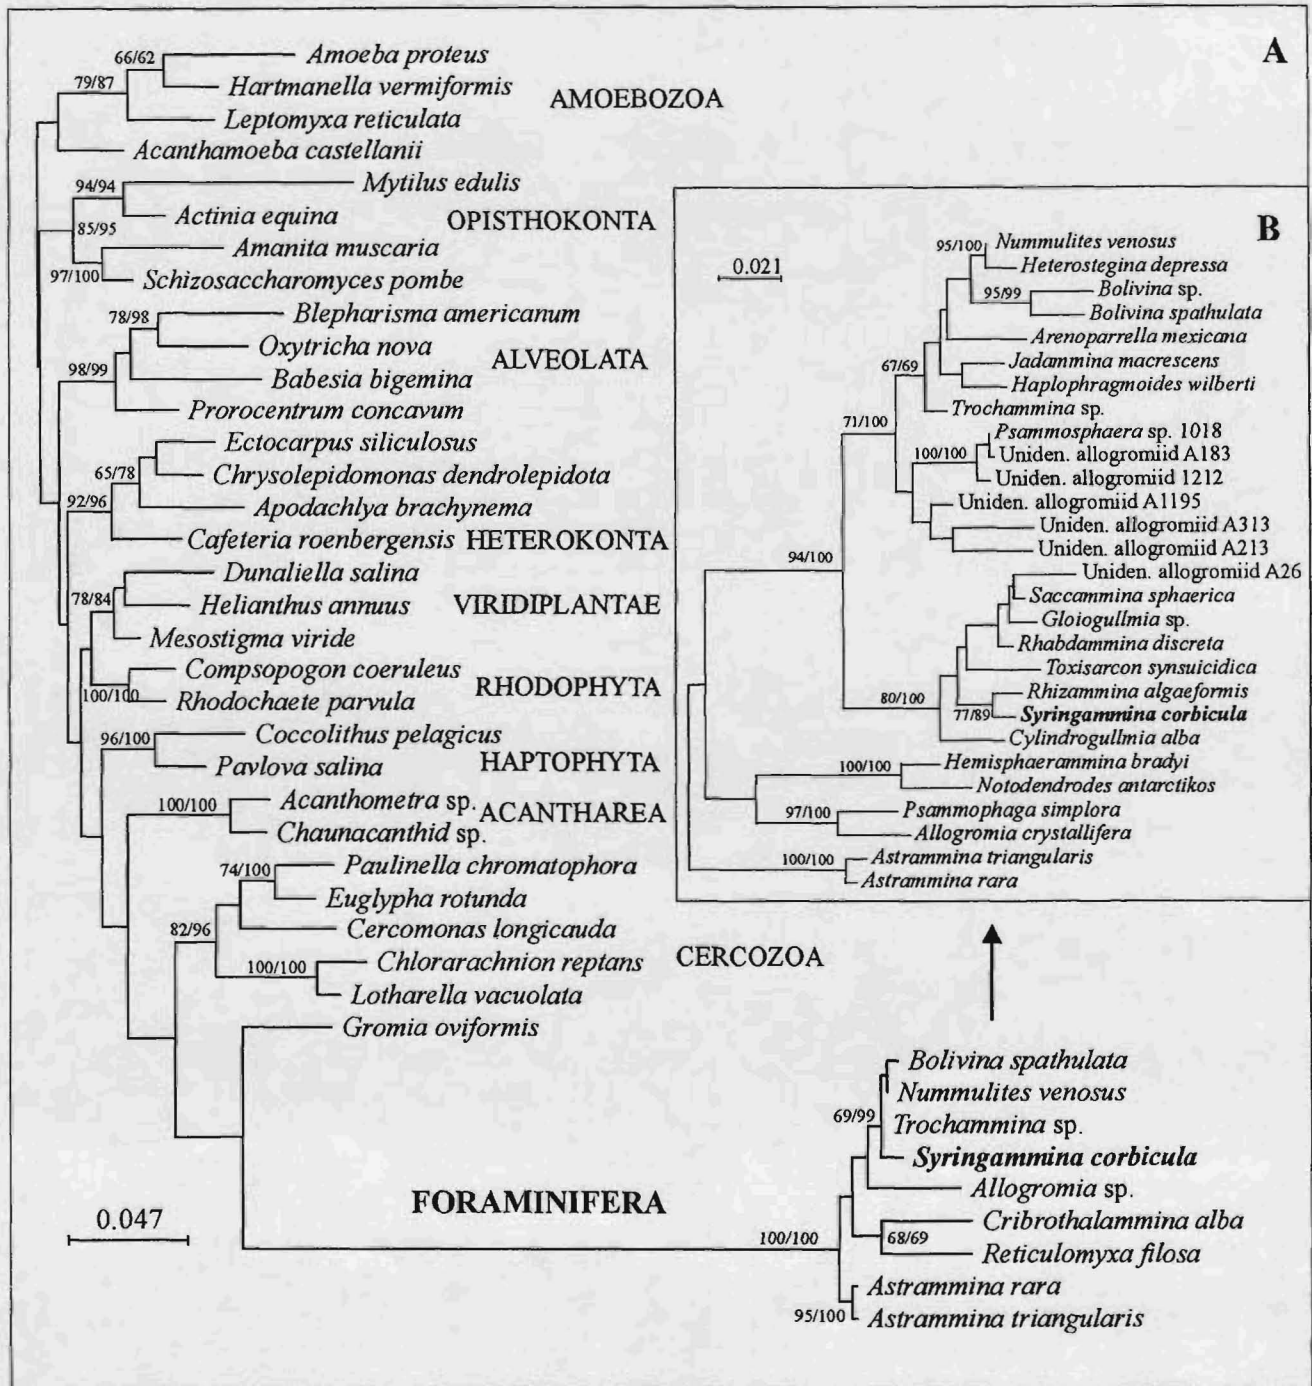 A
66/62
Amoeba proteus
79/87
Hartmanella vermiformis
AMOEBOZOA
Leptomyxa reticulata
Acanthamoeba castellanii
94/94
Mytilus edulis
Actinia equina
OPISTHOKONTA
85/95
Amanita muscaria
97/100
Schizosaccharomyces pombe
78/98
Blepharisma americanum
Oxytricha nova
ALVEOLATA
98/99
Babesia bigemina
Prorocentrum concavum
Ectocarpus siliculosus
65/78
Chrysolepidomonas dendrolepidota
92/96
Apodachlya brachynema
Cafeteria roenbergensis HETEROKONTA
Dunaliella salina
78/84
Helianthus annuus
VIRIDIPLANTAE
Mesostigma viride
Compsopogon coeruleus
RHODOPHYTA
100/100
Rhodochaete parvula
96/100
Coccolithus pelagicus
Pavlova salina
HAPTOPHYTA
100/100
Acanthometra sp. ACANTHAREA
Chaunacanthid sp.
74/100
Paulinella chromatophora
Euglypha rotunda
82/96
Cercomonas longicauda
CERCOZOA
100/100
Chlorarachnion reptans
Lotharella vacuolata
Gromia oviformis
Bolivina spathulata
Nummulites venosus
69/99
Trochammina sp.
Syringammina corbicula
FORAMINIFERA
Allogromia sp.
Cribrothalammina alba
100/100
68/69
Reticulomyxa filosa
Astrammina rara
95/100
Astrammina triangularis
0.047
B
0.021
95/100
Nummulites venosus
Heterostegina depressa
95/99
Bolivina sp.
Bolivina spathulata
Arenoparrella mexicana
67/69
Jadammina macrescens
Haplophragmoides wilberti
Trochammina sp.
71/100
Psammosphaera sp. 1018
100/100
Uniden. allogromiid A183
Uniden. allogromiid 1212
Uniden. allogromiid A1195
Uniden. allogromiid A313
Uniden. allogromiid A213
94/100
Uniden. allogromiid A26
Saccammina sphaerica
Gloiogullmia sp.
Rhabdammina discreta
Toxisarcon synsuicidica
80/100
Rhizammina algaeformis
77/89
Syringammina corbicula
Cylindrogullmia alba
100/100
Hemisphaerammina bradyi
Notodendrodes antarctikos
97/100
Psammophaga simplora
Allogromia crystallifera
100/100
Astrammina triangularis
Astrammina rara